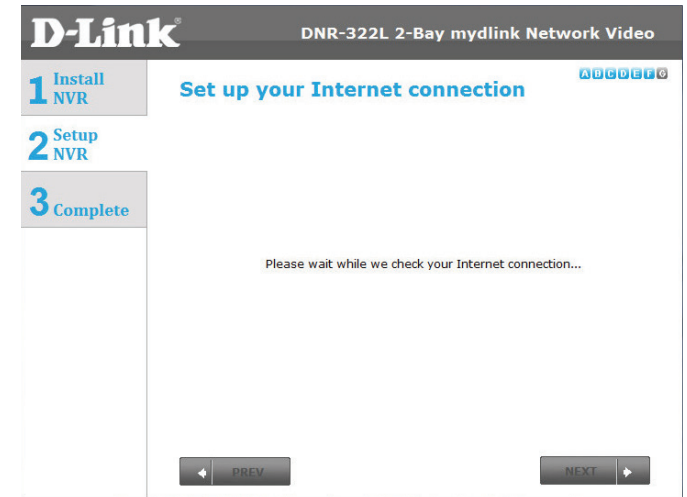 D-Link®
DNR-322L 2-Bay mydlink Network Video
1 Install
NVR
A B C D E F G
Set up your Internet connection
2 Setup
NVR
3 Complete
Please wait while we check your Internet connection...
PREV
NEXT